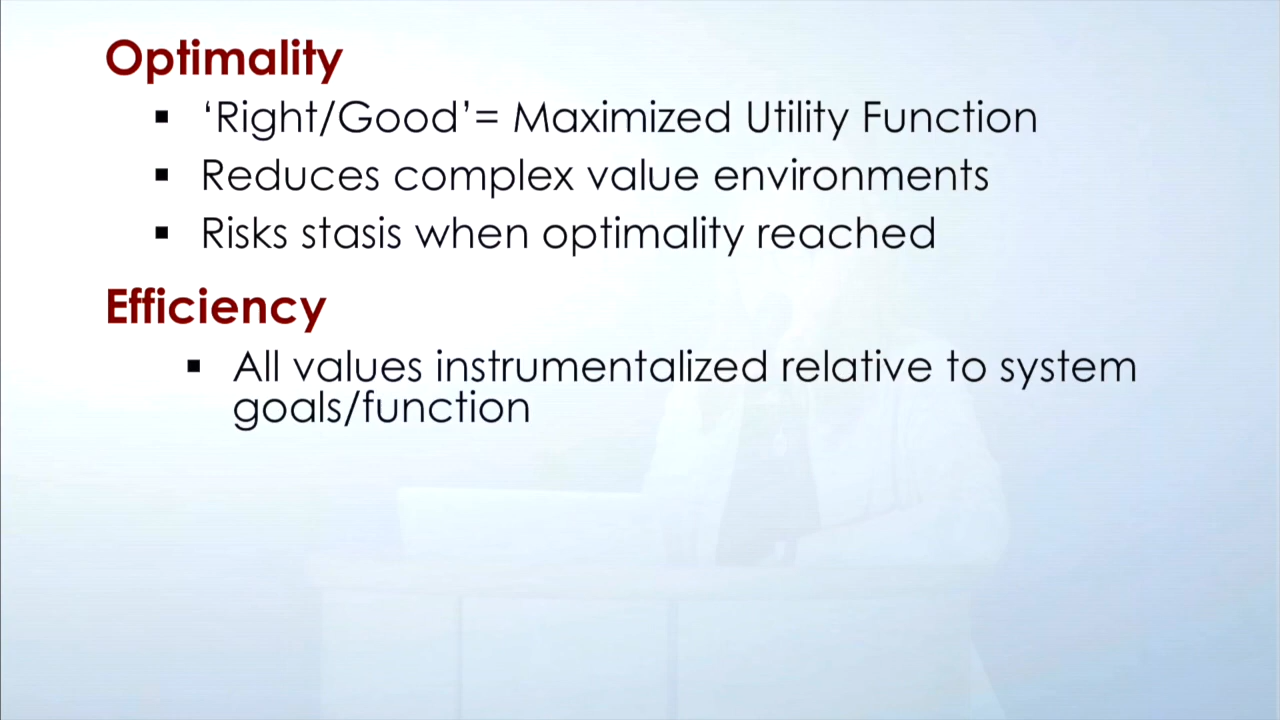 Optimality
▪ ‘Right/Good’= Maximized Utility Function
▪ Reduces complex value environments
▪ Risks stasis when optimality reached
Efficiency
▪ All values instrumentalized relative to system
goals/function